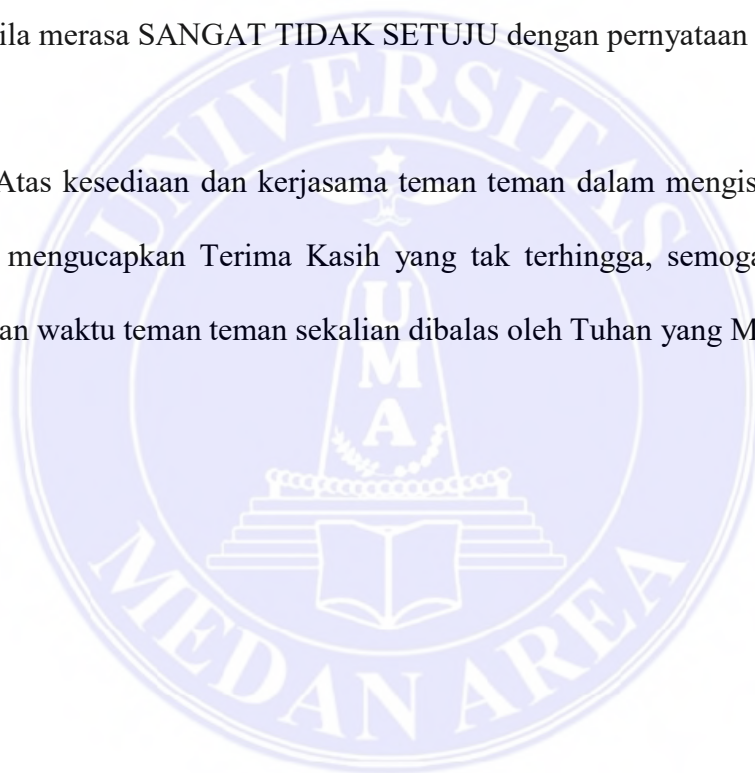 ila merasa SANGAT TIDAK SETUJU dengan pernyataan
Atas kesediaan dan kerjasama teman teman dalam mengis
mengucapkan Terima Kasih yang tak terhingga, semoga
an waktu teman teman sekalian dibalas oleh Tuhan yang M
UNIVERSITAS
UMA
MEDAN AREA